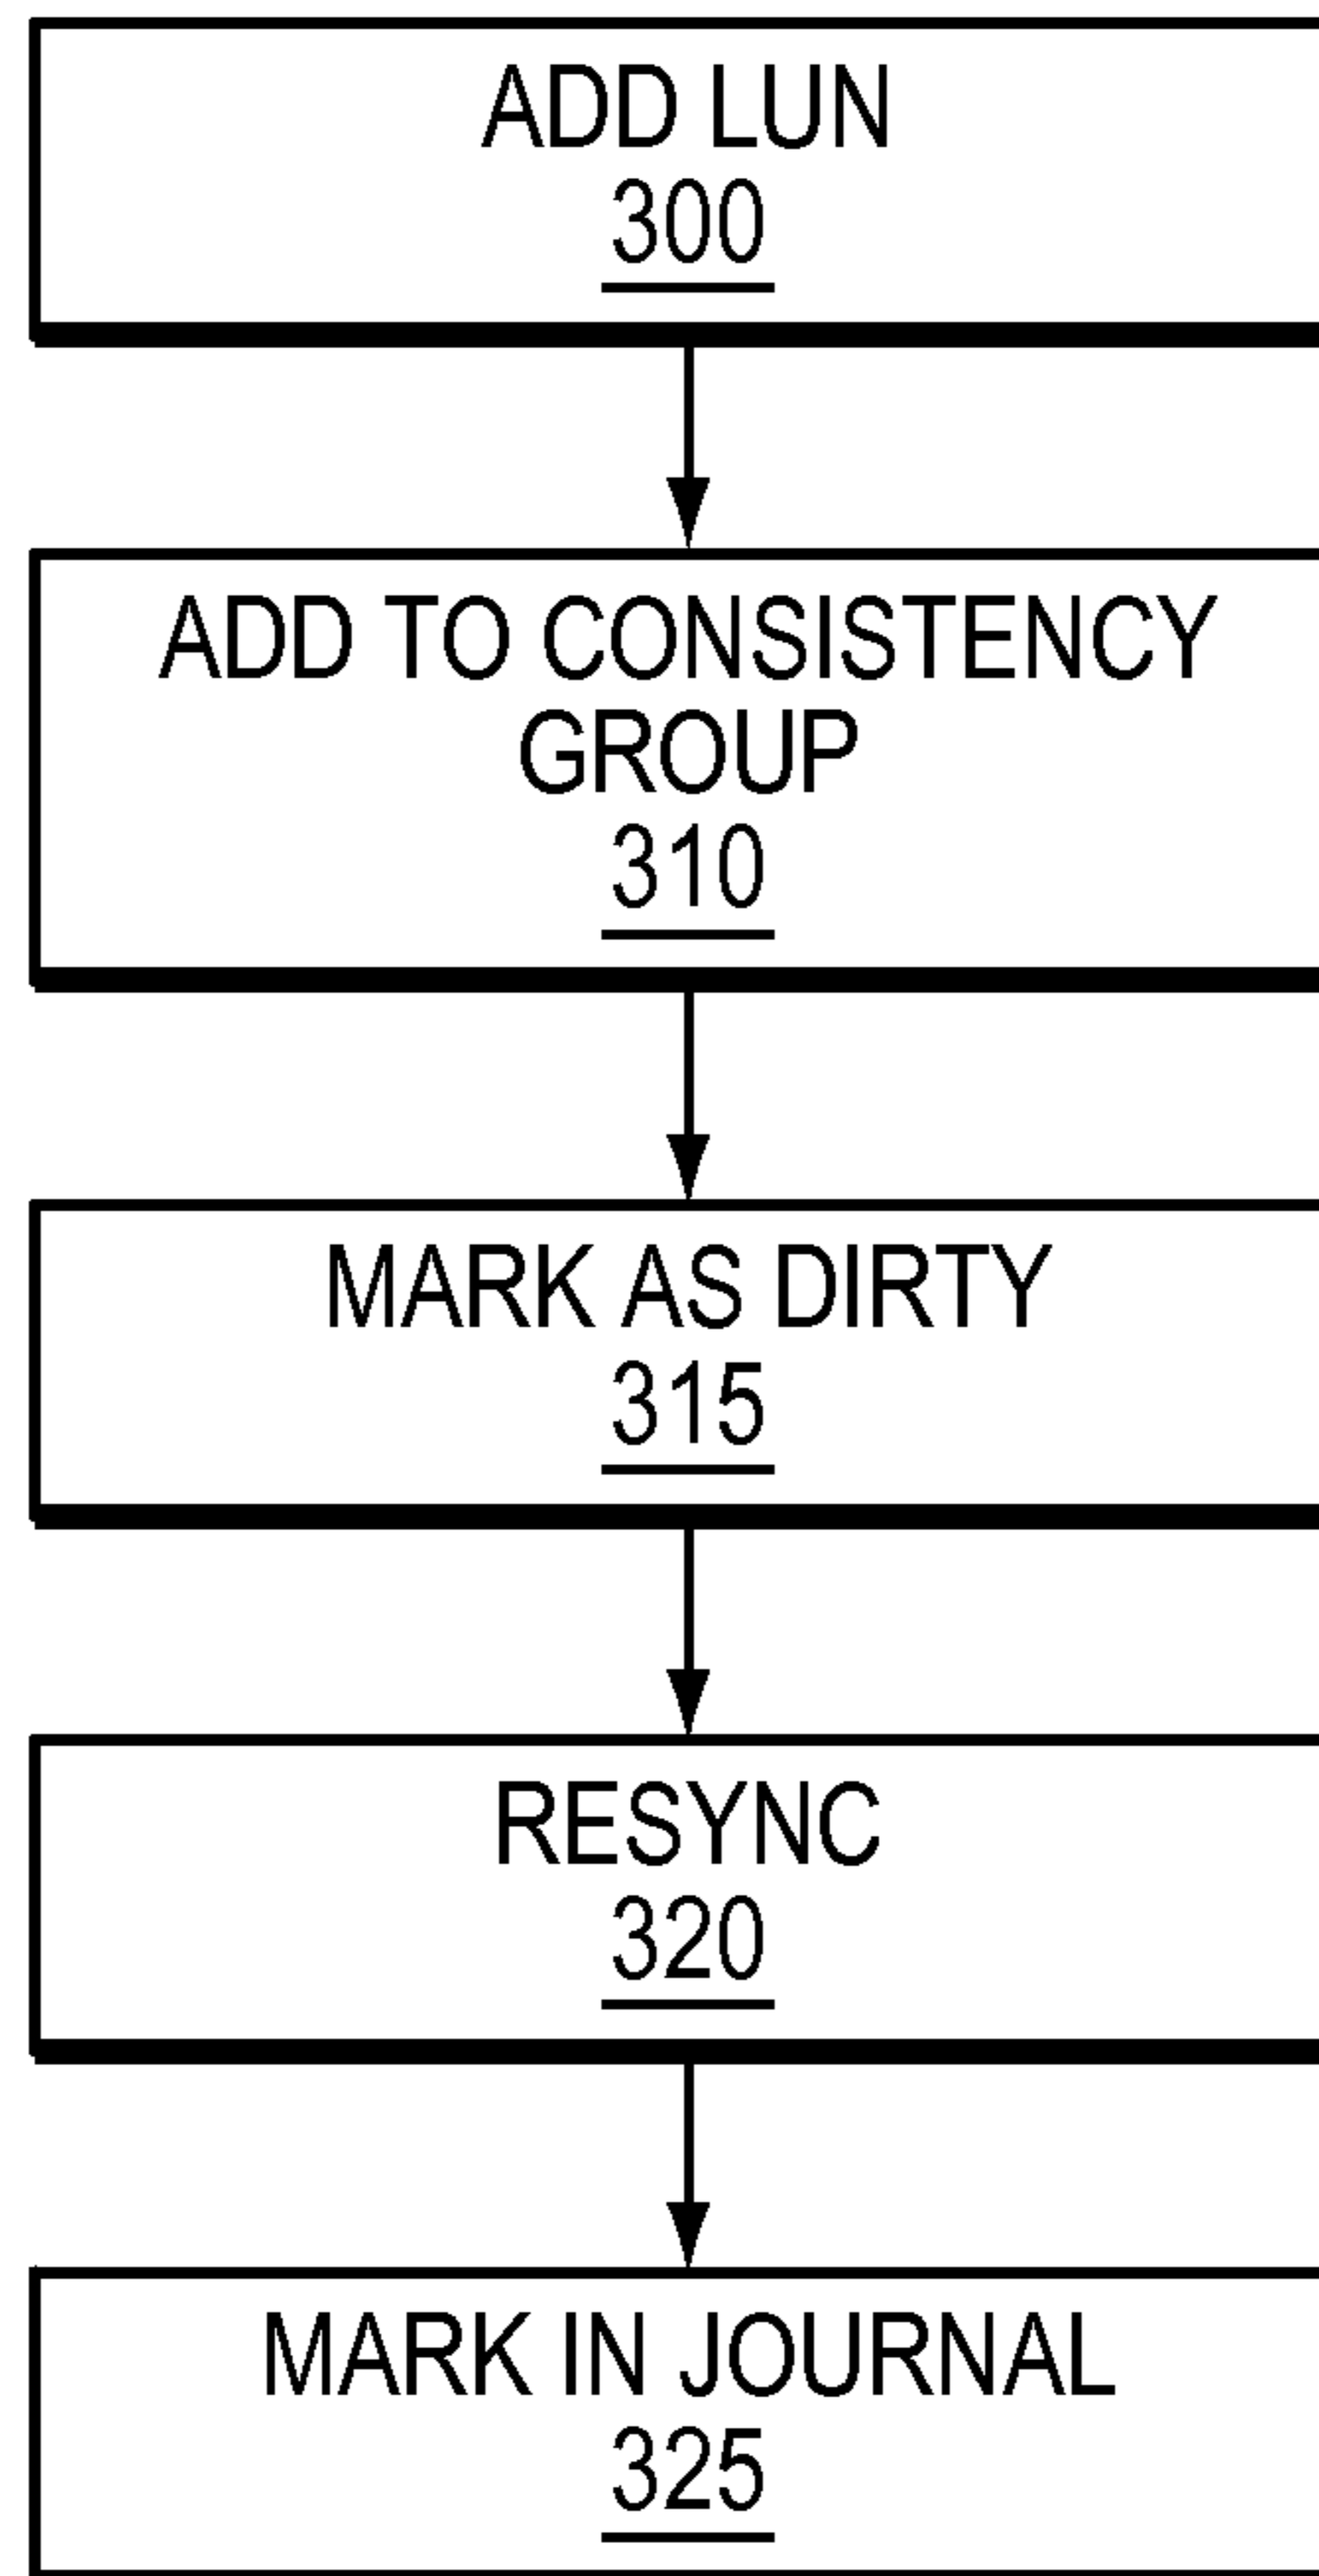 ADD LUN
300
ADD TO CONSISTENCY
GROUP
310
MARK AS DIRTY
315
RESYNC
320
MARK IN JOURNAL
325